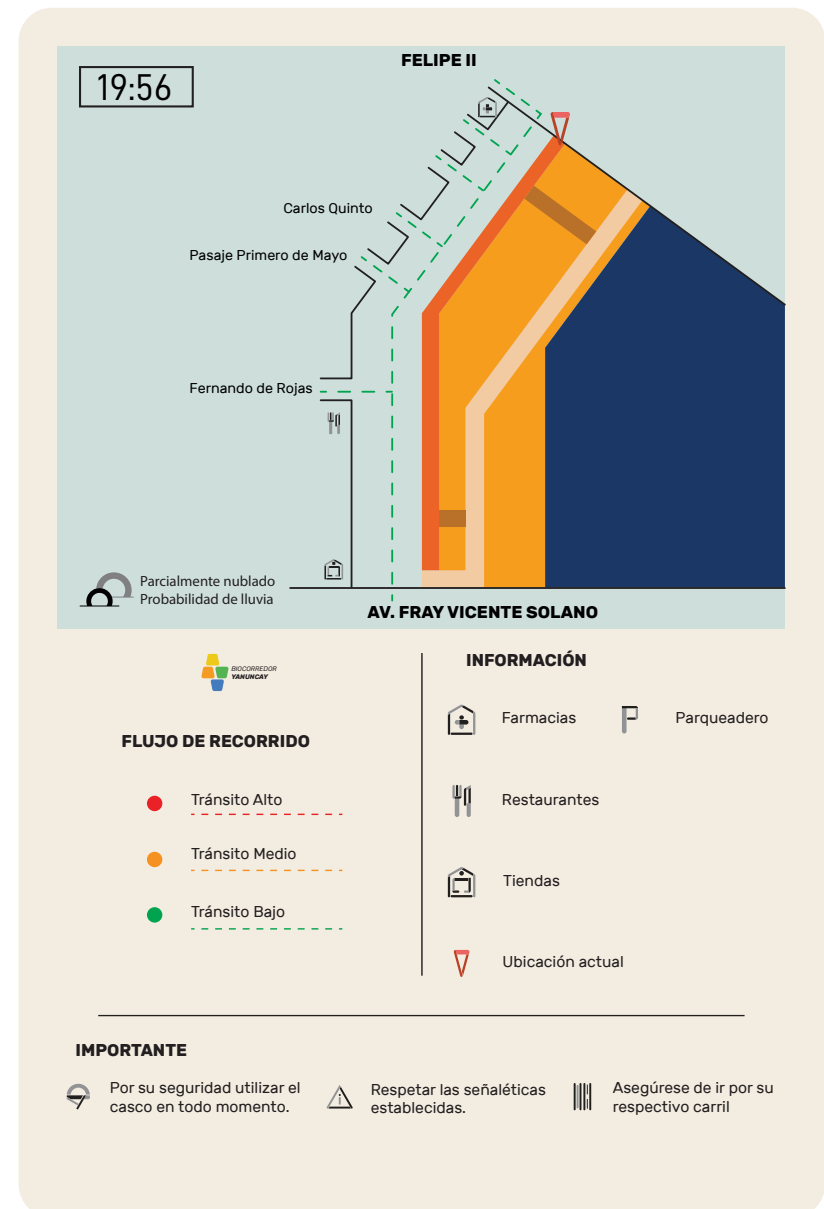 FELIPE II
19:56
Carlos Quinto
Pasaje Primero de Mayo
Fernando de Rojas
Parcialmente nublado
Probabilidad de lluvia
AV. FRAY VICENTE SOLANO
BIOCORREDOR
YANUNCAY
FLUJO DE RECORRIDO
Tránsito Alto
Tránsito Medio
Tránsito Bajo
INFORMACIÓN
Farmacias
Parqueadero
Restaurantes
Tiendas
Ubicación actual
IMPORTANTE
Por su seguridad utilizar el
casco en todo momento.
Respetar las señaléticas
establecidas.
Asegúrese de ir por su
respectivo carril